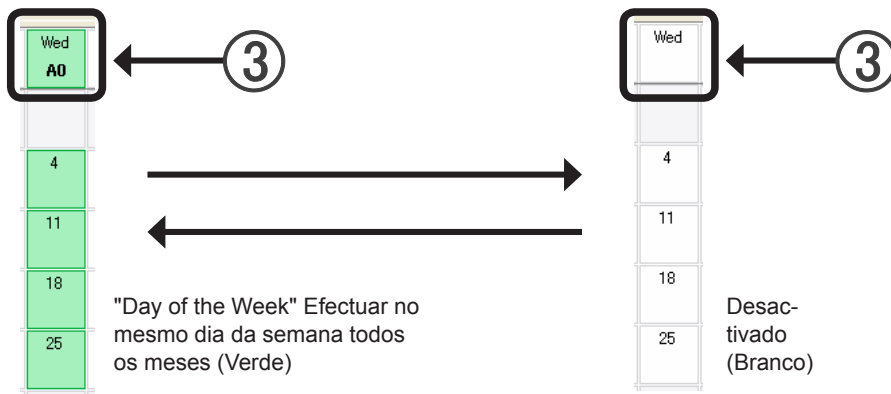 Wed
A0
3
4
11
18
25
"Day of the Week" Efectuar no
mesmo dia da semana todos
os meses (Verde)
Wed
3
4
11
18
25
Desac-
tivado
(Branco)